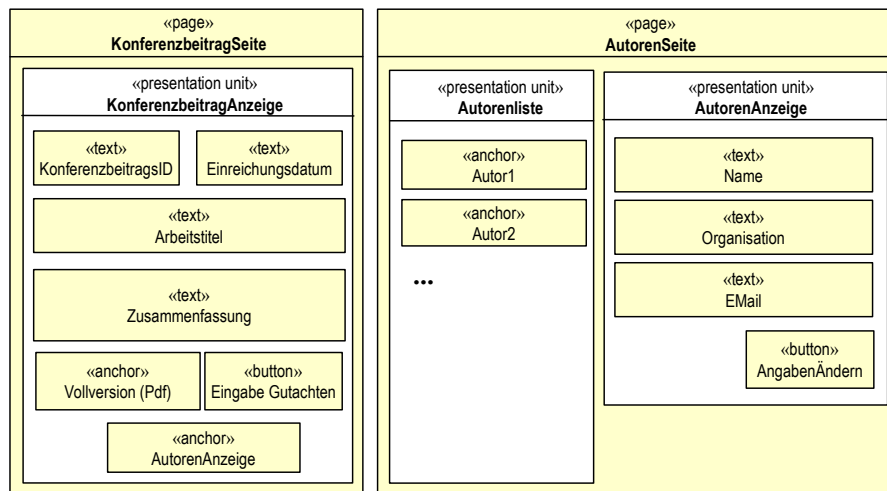 «page»
KonferenzbeitragSeite
«presentation unit»
KonferenzbeitragAnzeige
«text»
KonferenzbeitragsID
«text»
Einreichungsdatum
«text»
Arbeitstitel
«text»
Zusammenfassung
«anchor»
Vollversion (Pdf)
«button»
Eingabe Gutachten
«anchor»
AutorenAnzeige
«page»
AutorenSeite
«presentation unit»
Autorenliste
«anchor»
Autor1
«anchor»
Autor2
...
«presentation unit»
AutorenAnzeige
«text»
Name
«text»
Organisation
«text»
EMail
«button»
AngabenÄndern